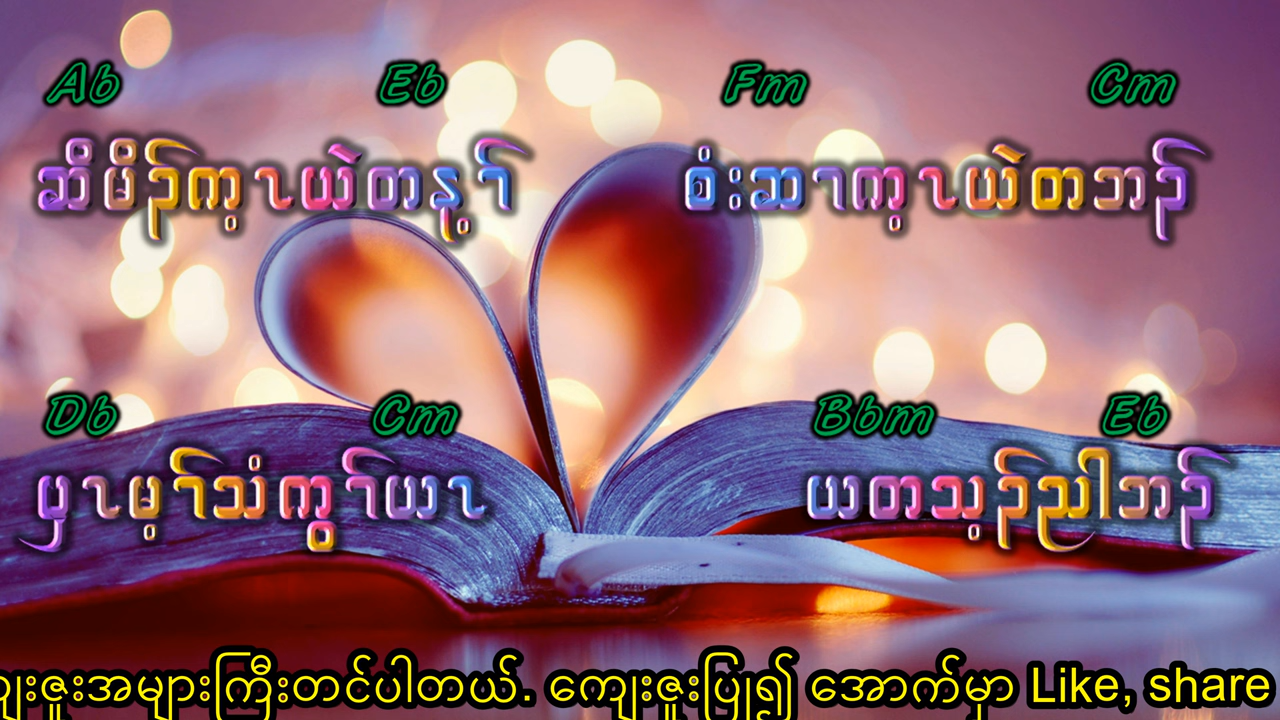 Ab Eb Fm Cm
ဆိမိၣ်က့ၤယဲတန့ၢ် စံးဆၢက့ၤယဲတဘၣ်
Db Cm Bbm Eb
ပှၤမ့ၢ်သံကွၢ်ယၤ ယတသ့ၣ်ညါဘၣ်
ကျေးဇူးအများကြီးတင်ပါတယ်. ကျေးဇူးပြု၍ အောက်မှာ Like, share